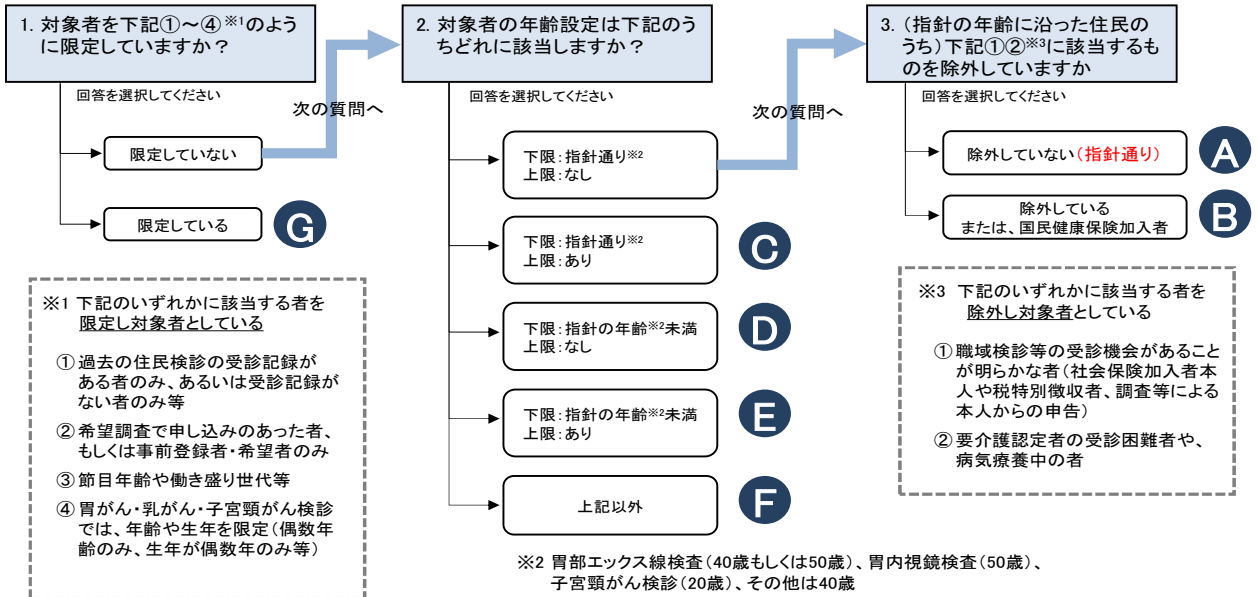 1. 対象者を下記①～④※1のよう
に限定していますか？
回答を選択してください
次の質問へ
限定していない
限定している
G
※1 下記のいずれかに該当する者を
限定し対象者としている
①過去の住民検診の受診記録が
ある者のみ、あるいは受診記録が
ない者のみ等
②希望調査で申し込みのあった者、
もしくは事前登録者・希望者のみ
③節目年齢や働き盛り世代等
④胃がん・乳がん・子宮頸がん検診
では、年齢や生年を限定（偶数年
齢のみ、生年が偶数年のみ等）
2. 対象者の年齢設定は下記のう
ちどれに該当しますか？
回答を選択してください
次の質問へ
下限：指針通り※2
上限：なし
下限：指針通り※2
上限：あり
C
下限：指針の年齢※2未満
上限：なし
D
下限：指針の年齢※2未満
上限：あり
E
上記以外
F
※2 胃部エックス線検査（40歳もしくは50歳）、胃内視鏡検査（50歳）、
子宮頸がん検診（20歳）、その他は40歳
3. （指針の年齢に沿った住民の
うち）下記①②※3に該当するも
のを除外していますか
回答を選択してください
除外していない（指針通り）
A
除外している
または、国民健康保険加入者
B
※3 下記のいずれかに該当する者を
除外し対象者としている
①職域検診等の受診機会があること
が明らかな者（社会保険加入者本
人や税特別徴収者、調査等による
本人からの申告）
②要介護認定者の受診困難者や、
病気療養中の者